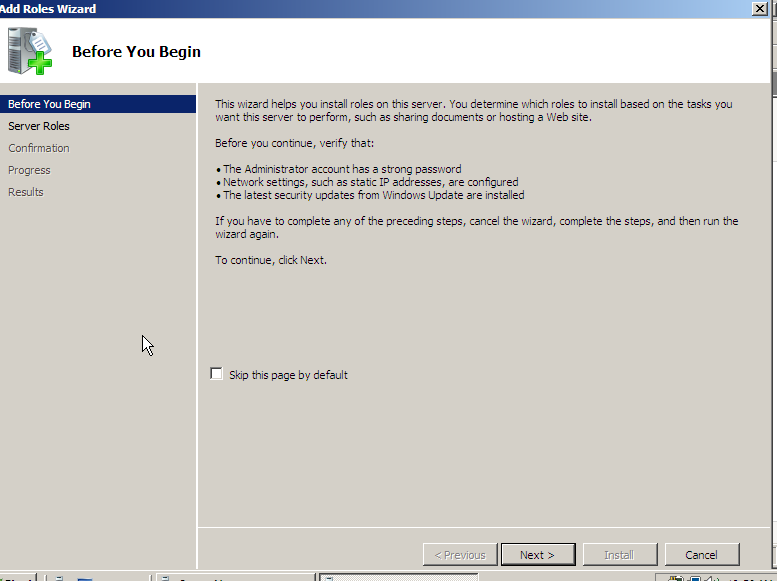 Add Roles Wizard
Before You Begin
Before You Begin
Server Roles
Confirmation
Progress
Results
This wizard helps you install roles on this server. You determine which roles to install based on the tasks you
want this server to perform, such as sharing documents or hosting a Web site.
Before you continue, verify that:
• The Administrator account has a strong password
• Network settings, such as static IP addresses, are configured
• The latest security updates from Windows Update are installed
If you have to complete any of the preceding steps, cancel the wizard, complete the steps, and then run the
wizard again.
To continue, click Next.
Skip this page by default
< Previous
Next >
Install
Cancel